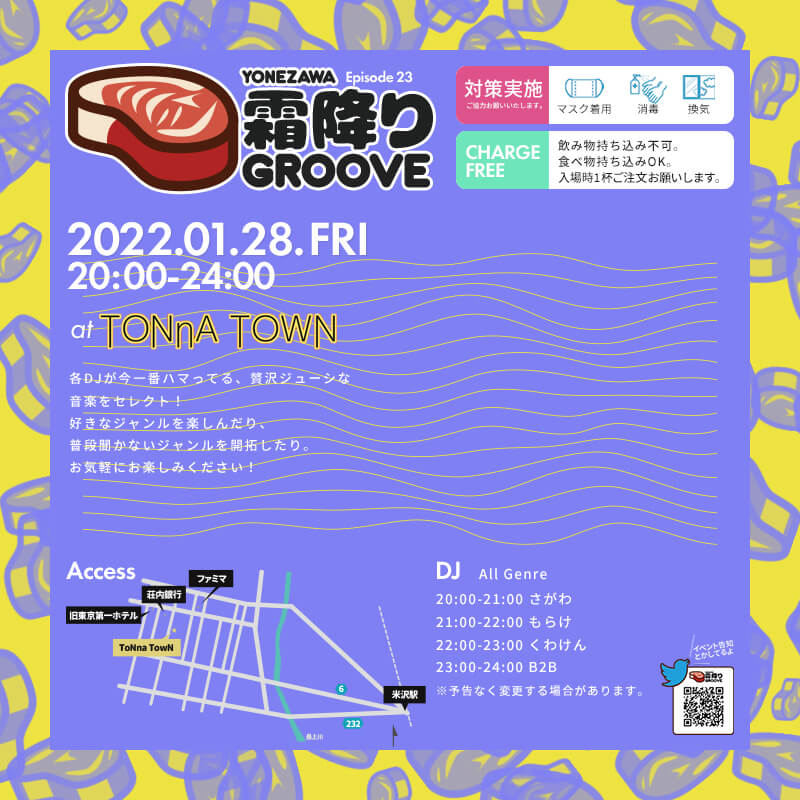 YONEZAWA Episode 23
霜降り
GROOVE
対策実施
ご協力お願いいたします。
マスク着用
消毒
換気
CHARGE
FREE
飲み物持ち込み不可。
食べ物持ち込みOK。
入場時1杯ご注文お願いします。
2022.01.28.FRI
20:00-24:00
at TONnA TOWN
各DJが今一番ハマってる、贅沢ジューシな
音楽をセレクト！
好きなジャンルを楽しんだり、
普段聞かないジャンルを開拓したり。
お気軽にお楽しみください！
Access
ファミマ
荘内銀行
旧東京第一ホテル
ToNna TowN
6
米沢駅
232
最上川
DJ All Genre
20:00-21:00 さがわ
21:00-22:00 もらけ
22:00-23:00 くわけん
23:00-24:00 B2B
※予告なく変更する場合があります。
イベント告知
とかしてるよ
霜降り
GROOVE